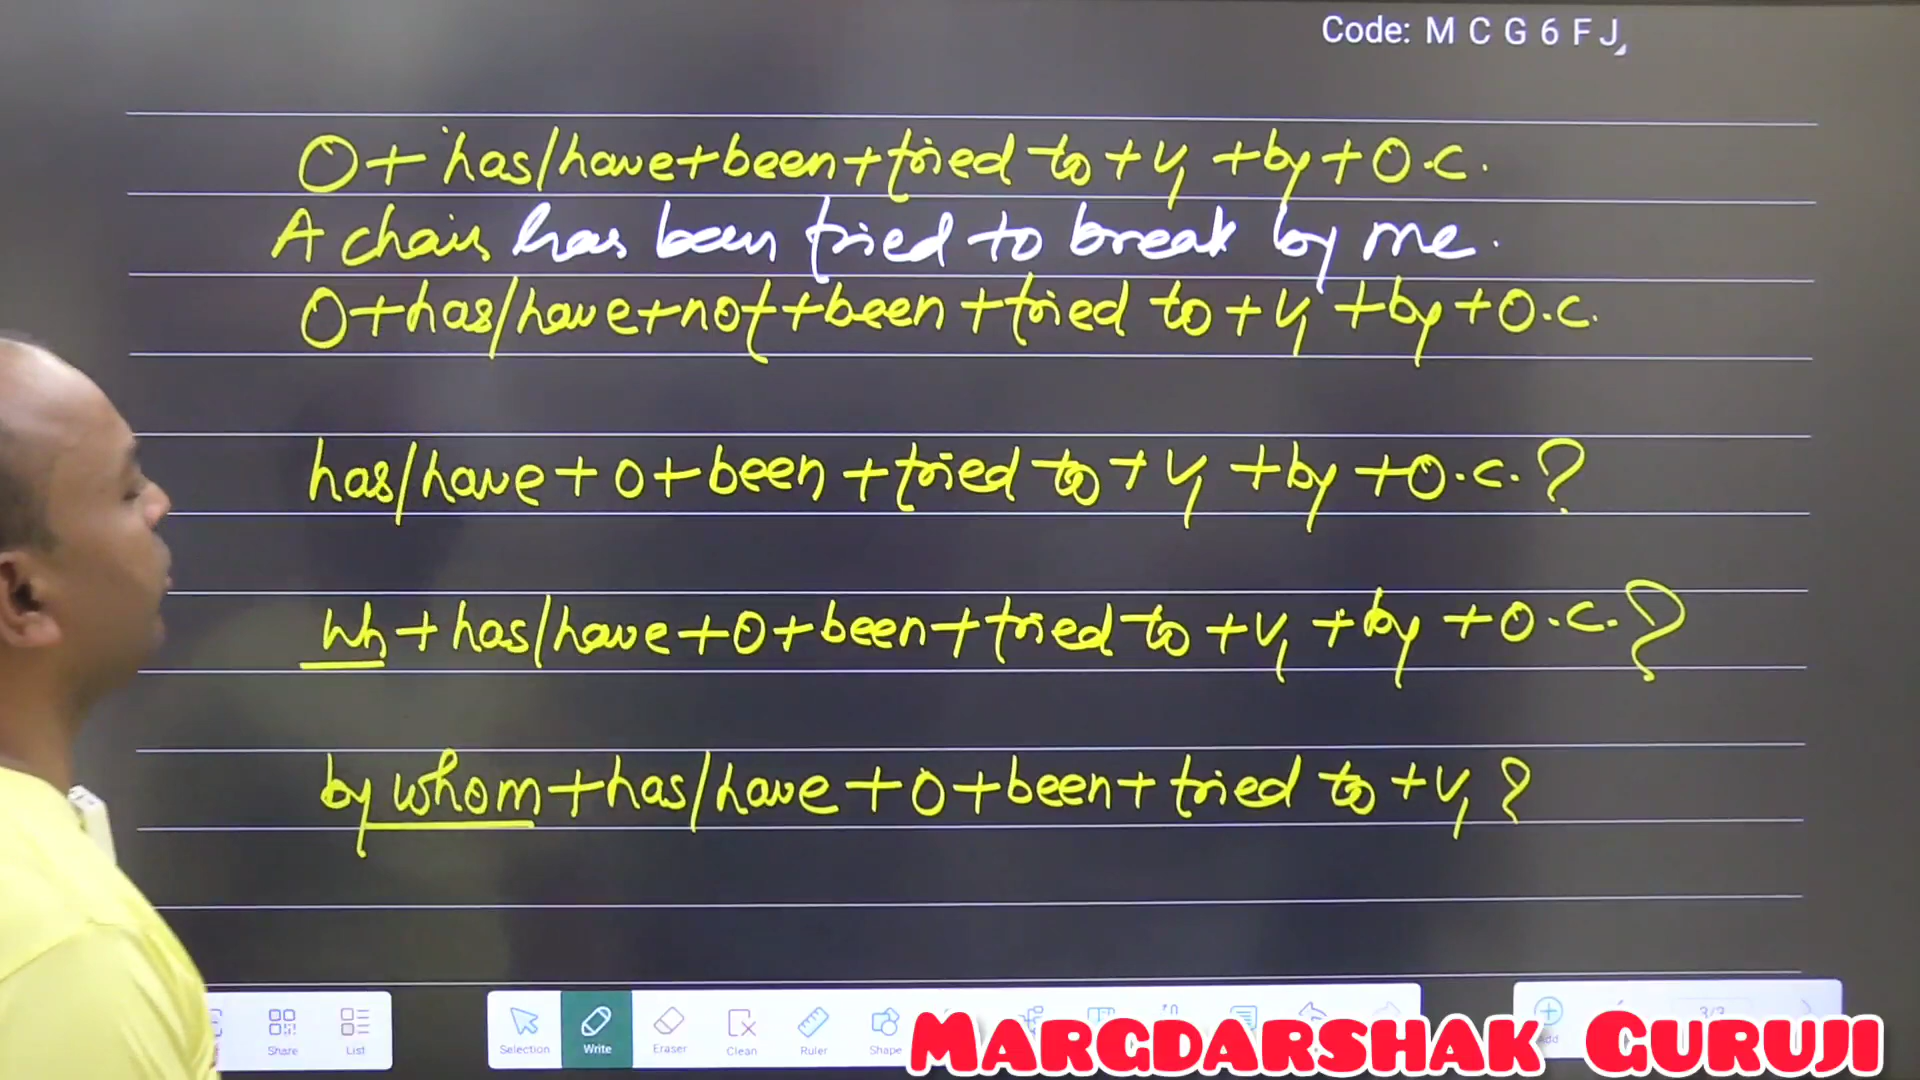 Code: M C G 6 F J
O + has/have + been + tried to + V1 + by + O.C.
A chair has been tried to break by me.
O + has/have + not + been + tried to + V1 + by + O.C.
has/have + O + been + tried to + V1 + by + O.C.?
Wh + has/have + O + been + tried to + V1 + by + O.C.?
by whom + has/have + O + been + tried to + V1?
Share List Selection Write Eraser Clean Ruler Shape
MARGDARSHAK GURUJI